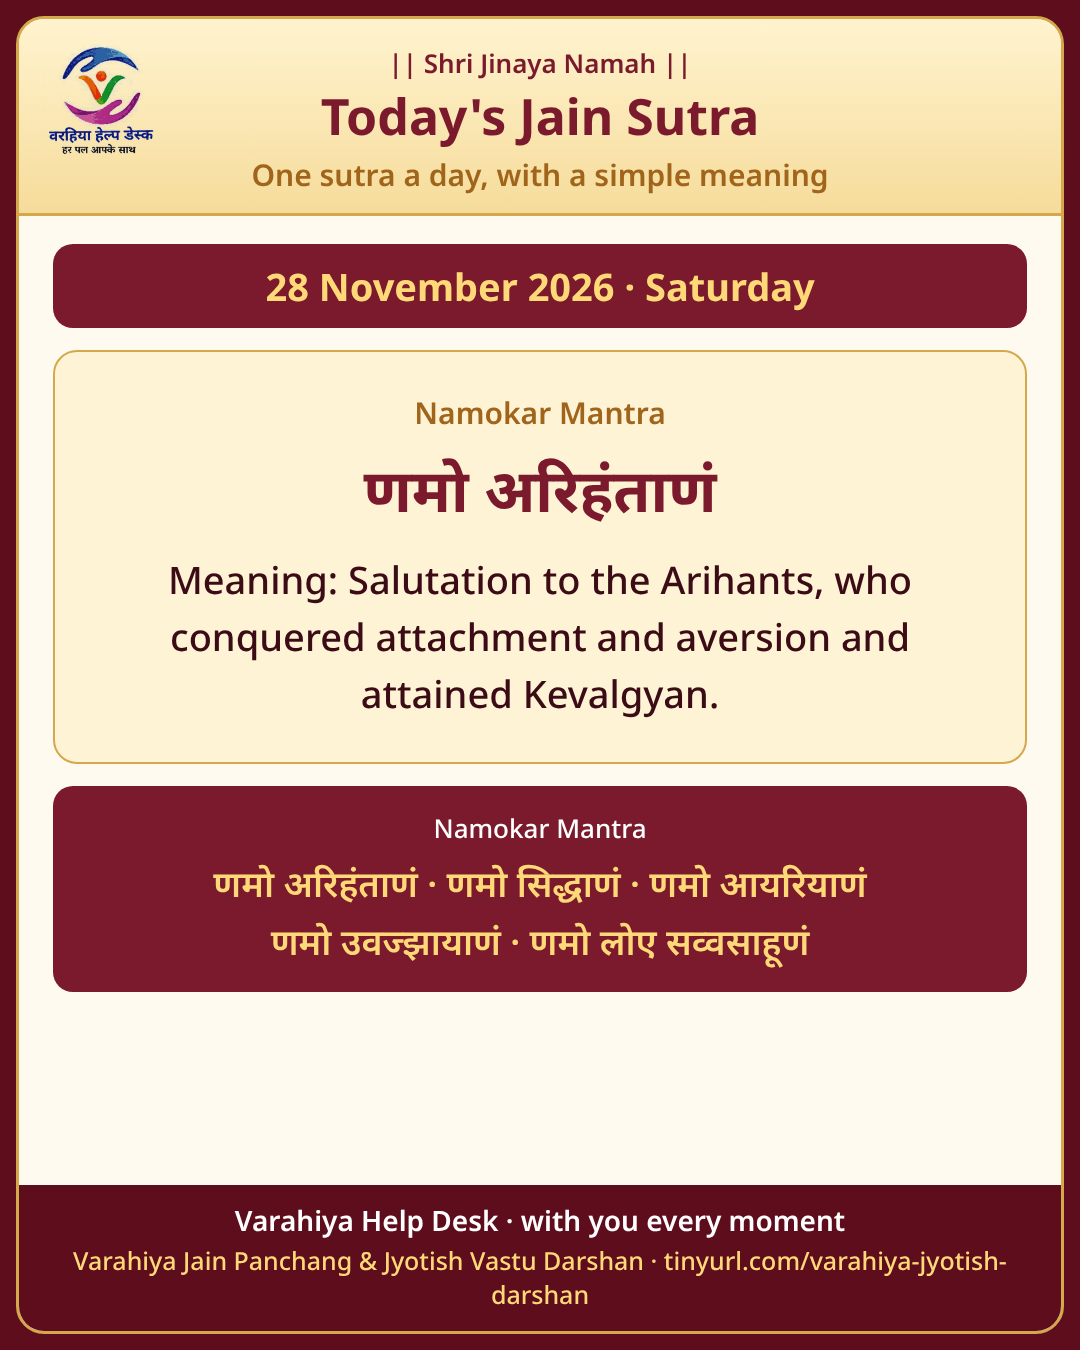 वरहिया हेल्प डेस्क
हर पल आपके साथ
|| Shri Jinaya Namah ||
Today's Jain Sutra
One sutra a day, with a simple meaning
28 November 2026 · Saturday
Namokar Mantra
णमो अरिहंताणं
Meaning: Salutation to the Arihants, who
conquered attachment and aversion and
attained Kevalgyan.
Namokar Mantra
णमो अरिहंताणं · णमो सिद्धाणं · णमो आयरियाणं
णमो उवज्झायाणं · णमो लोए सव्वसाहूणं
Varahiya Help Desk · with you every moment
Varahiya Jain Panchang & Jyotish Vastu Darshan · tinyurl.com/varahiya-jyotish-
darshan